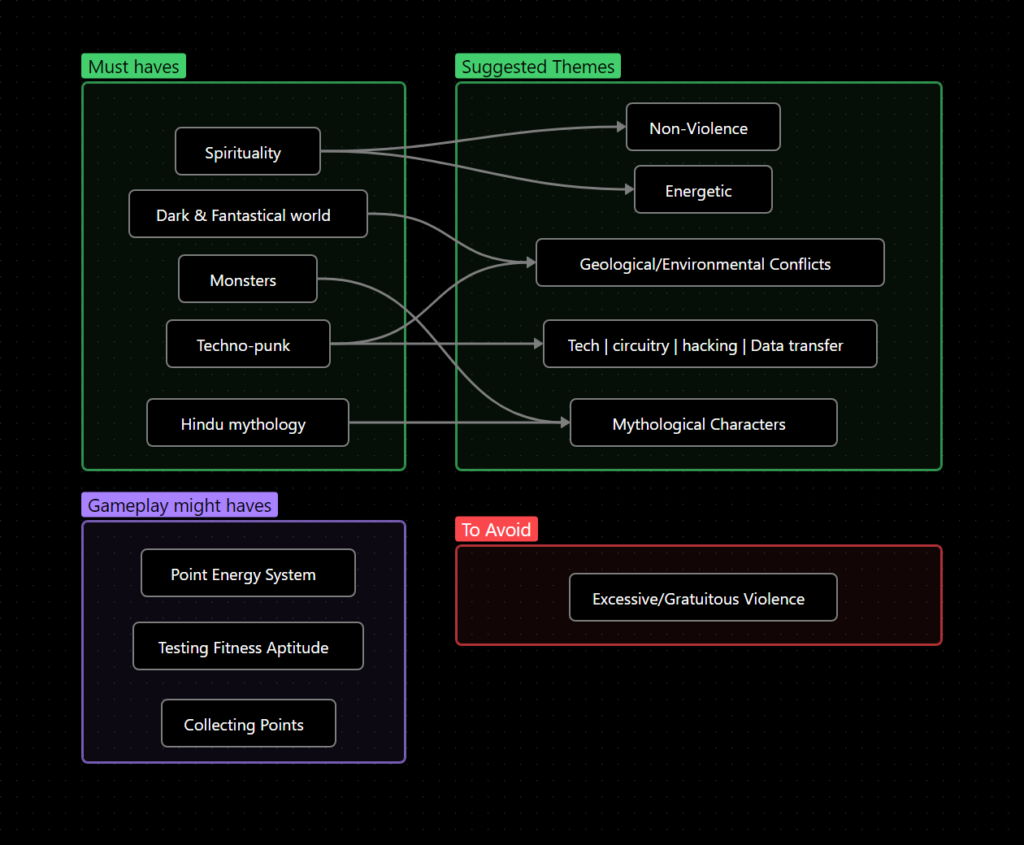 Must haves
Spirituality
Dark & Fantastical world
Monsters
Techno-punk
Hindu mythology
Suggested Themes
Non-Violence
Energetic
Geological/Environmental Conflicts
Tech | circuitry | hacking | Data transfer
Mythological Characters
Gameplay might haves
Point Energy System
Testing Fitness Aptitude
Collecting Points
To Avoid
Excessive/Gratuitous Violence